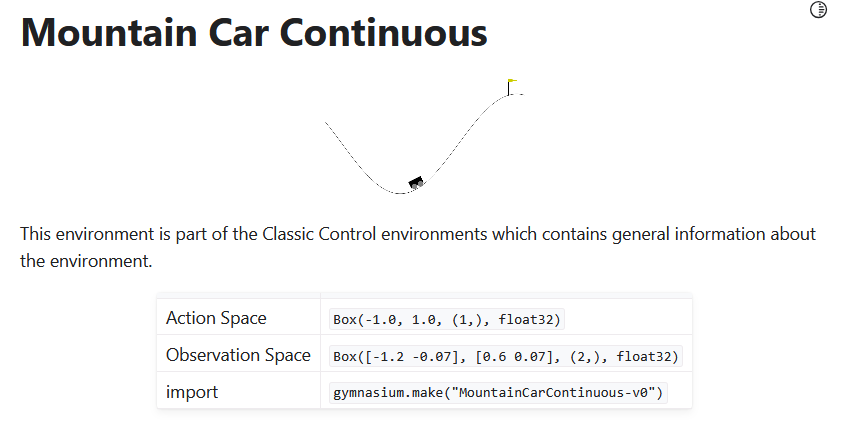 Mountain Car Continuous
This environment is part of the Classic Control environments which contains general information about
the environment.
Action Space Box(-1.0, 1.0, (1,), float32)
Observation Space Box([-1.2 -0.07], [0.6 0.07], (2,), float32)
import gymnasium.make("MountainCarContinuous-v0")